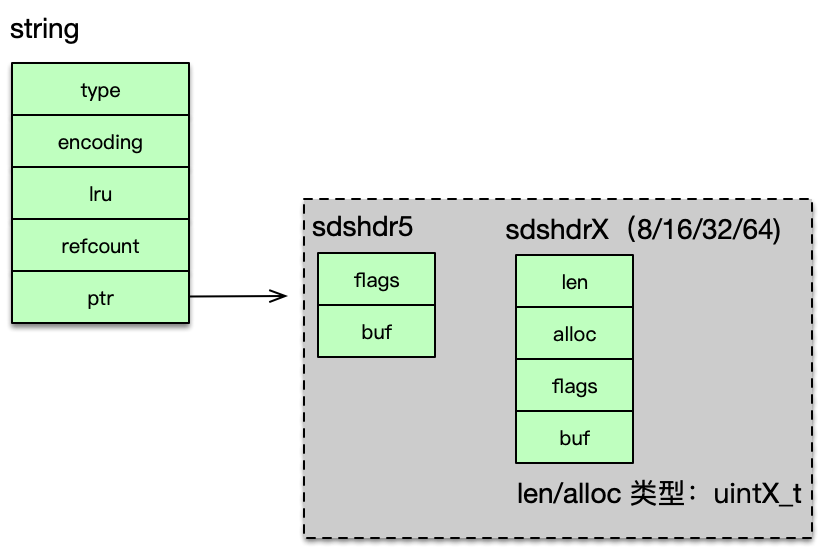 string
type
encoding
lru
refcount
ptr
sdshdr5
flags
buf
sdshdrX（8/16/32/64)
len
alloc
flags
buf
len/alloc 类型：uintX_t